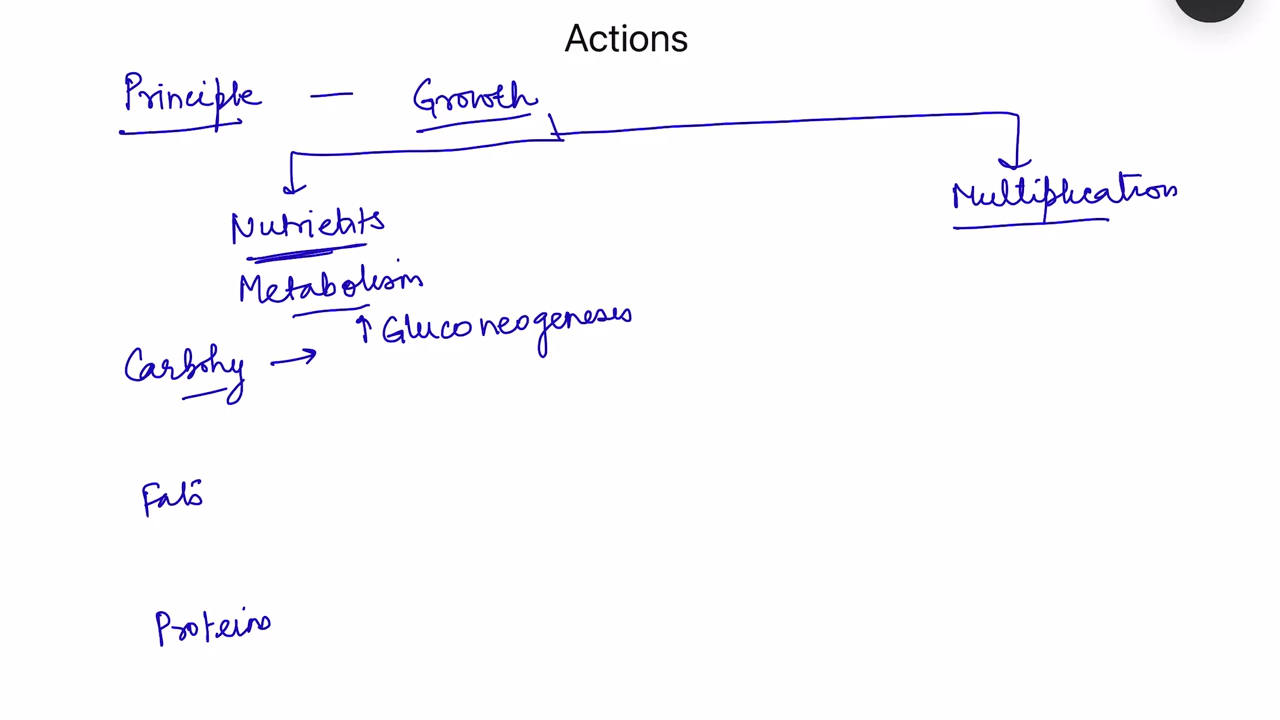 Actions
Principle — Growth
Nutrients
Multiplication
Metabolism
↑ Gluconeogenesis
Carbohy →
Fats
Proteins